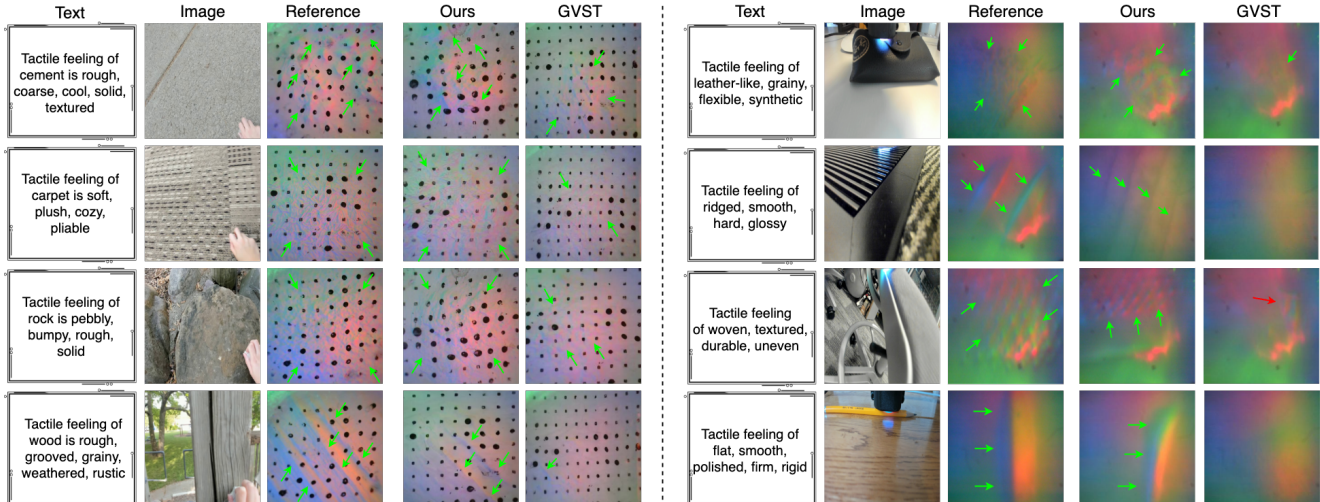 Text Image Reference Ours GVST
Tactile feeling of
cement is rough,
coarse, cool, solid,
textured
Tactile feeling of
carpet is soft,
plush, cozy,
pliable
Tactile feeling of
rock is pebbly,
bumpy, rough,
solid
Tactile feeling of
wood is rough,
grooved, grainy,
weathered, rustic
Text Image Reference Ours GVST
Tactile feeling of
leather-like, grainy,
flexible, synthetic
Tactile feeling of
ridged, smooth,
hard, glossy
Tactile feeling
of woven, textured,
durable, uneven
Tactile feeling of
flat, smooth,
polished, firm, rigid